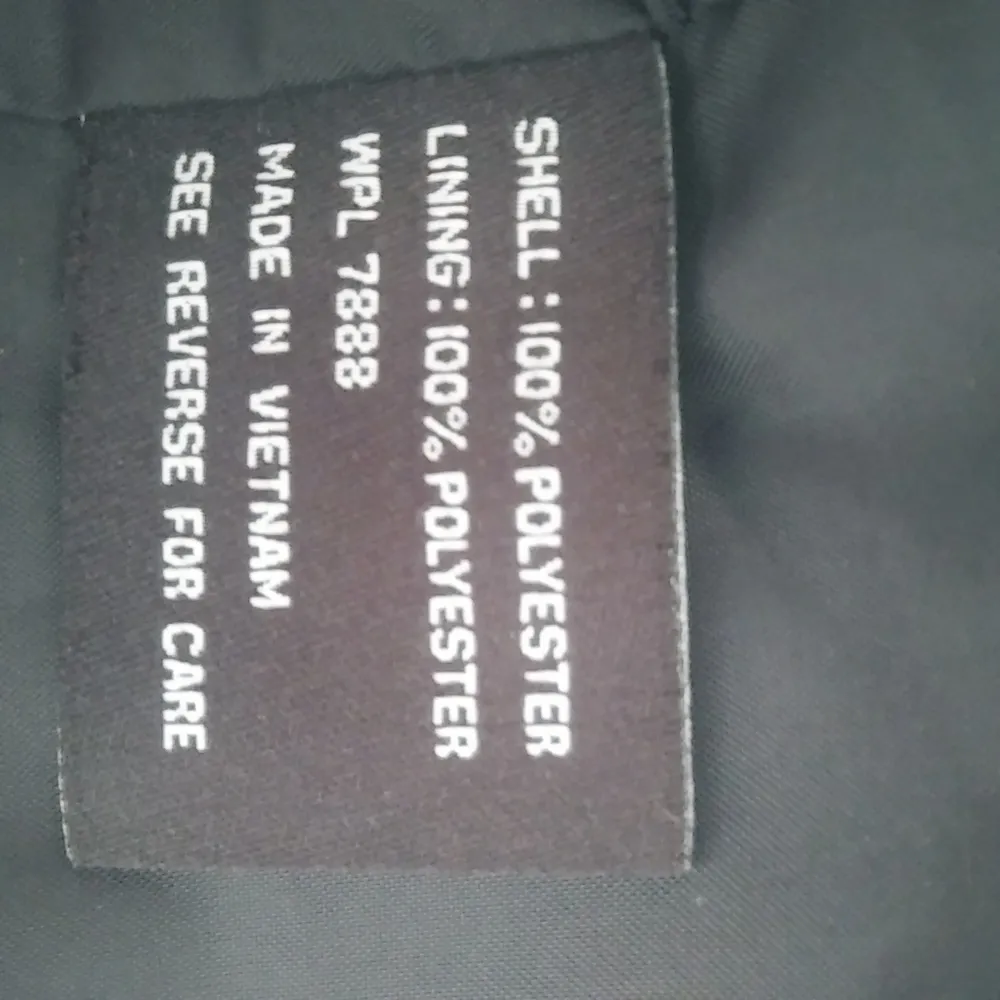 SHELL : 100% POLYESTER
LINING : 100% POLYESTER
WPL 7888
MADE IN VIETNAM
SEE REVERSE FOR CARE